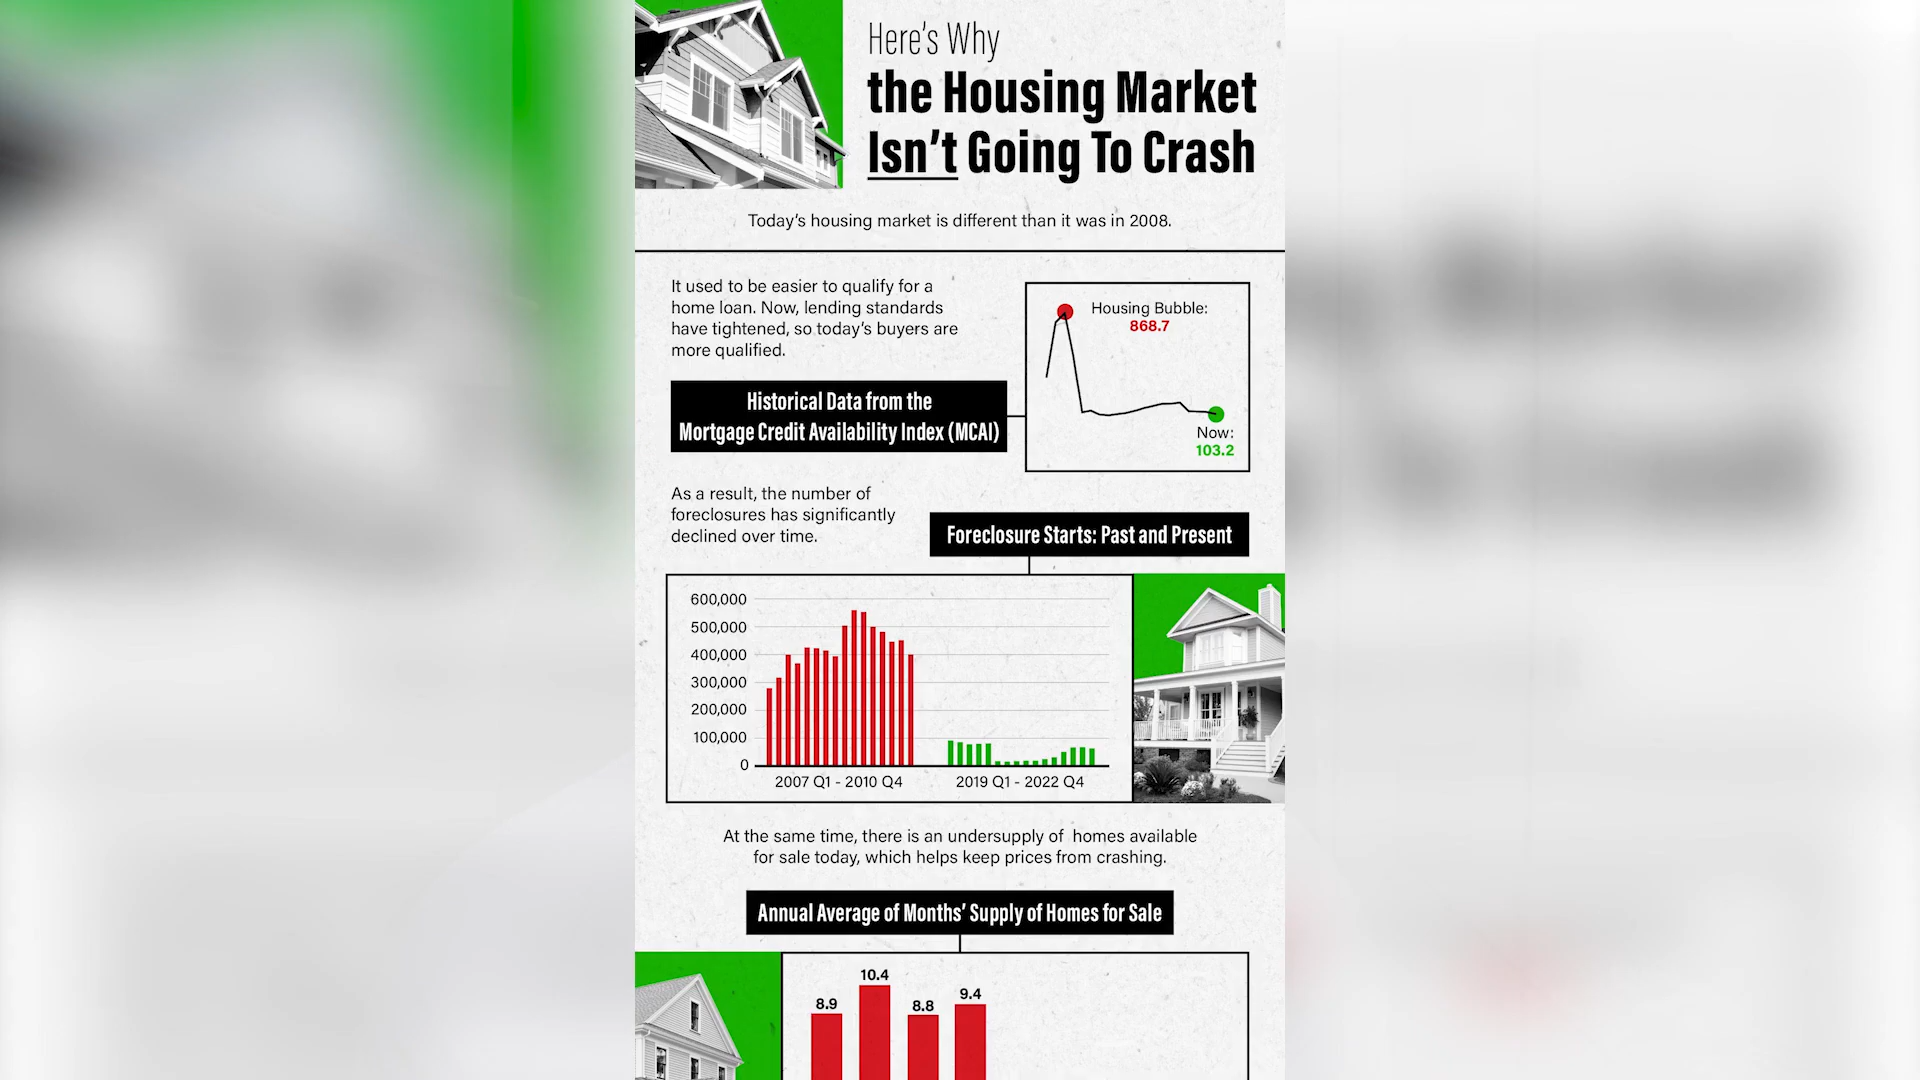 Here's Why
the Housing Market
Isn't Going To Crash
Today's housing market is different than it was in 2008.
It used to be easier to qualify for a
home loan. Now, lending standards
have tightened, so today's buyers are
more qualified.
Historical Data from the
Mortgage Credit Availability Index (MCAI)
Housing Bubble:
868.7
Now:
103.2
As a result, the number of
foreclosures has significantly
declined over time.
Foreclosure Starts: Past and Present
600,000
500,000
400,000
300,000
200,000
100,000
0
2007 Q1 - 2010 Q4
2019 Q1 - 2022 Q4
At the same time, there is an undersupply of homes available
for sale today, which helps keep prices from crashing.
Annual Average of Months' Supply of Homes for Sale
8.9
10.4
8.8
9.4